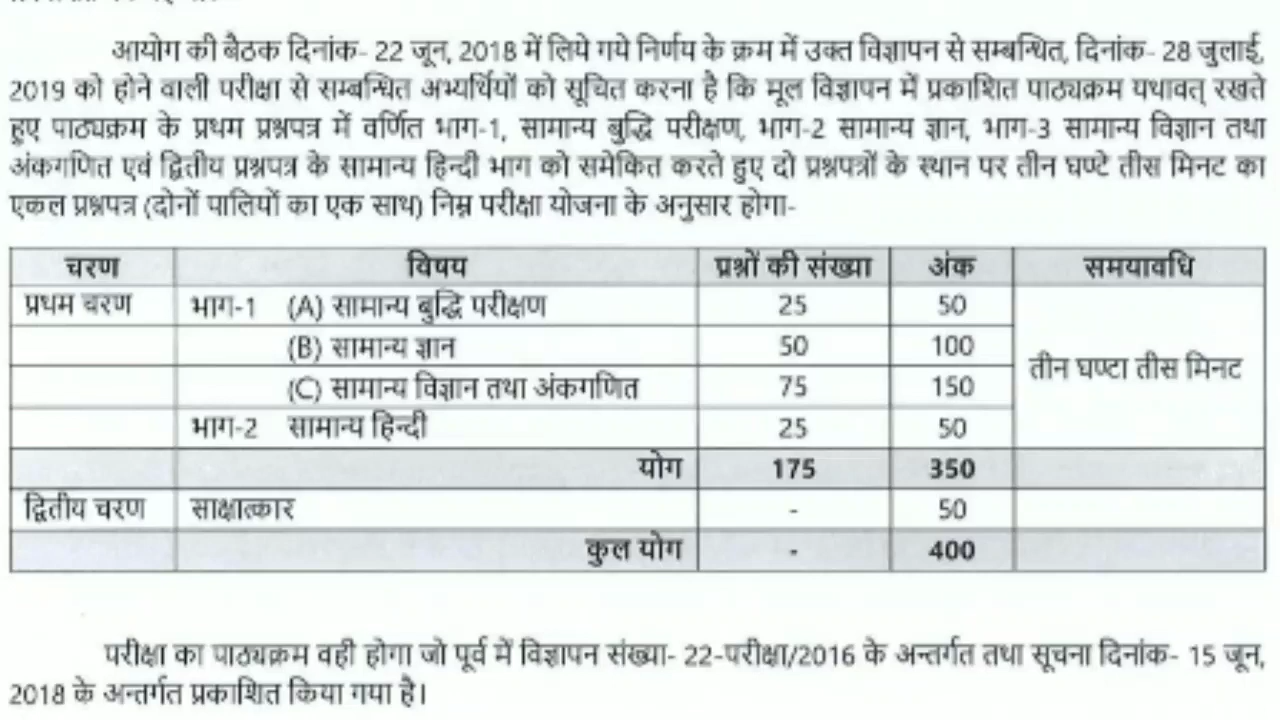 आयोग की बैठक दिनांक- 22 जून, 2018 में लिये गये निर्णय के क्रम में उक्त विज्ञापन से सम्बन्धित, दिनांक- 28 जुलाई,
2019 को होने वाली परीक्षा से सम्बन्धित अभ्यर्थियों को सूचित करना है कि मूल विज्ञापन में प्रकाशित पाठ्यक्रम यथावत् रखते
हुए पाठ्यक्रम के प्रथम प्रश्नपत्र में वर्णित भाग-1, सामान्य बुद्धि परीक्षण, भाग-2 सामान्य ज्ञान, भाग-3 सामान्य विज्ञान तथा
अंकगणित एवं द्वितीय प्रश्नपत्र के सामान्य हिन्दी भाग को समेकित करते हुए दो प्रश्नपत्रों के स्थान पर तीन घण्टे तीस मिनट का
एकल प्रश्नपत्र (दोनों पालियों का एक साथ) निम्न परीक्षा योजना के अनुसार होगा-
चरण विषय प्रश्नों की संख्या अंक समयावधि
प्रथम चरण भाग-1 (A) सामान्य बुद्धि परीक्षण 25 50
(B) सामान्य ज्ञान 50 100
तीन घण्टा तीस मिनट
(C) सामान्य विज्ञान तथा अंकगणित 75 150
भाग-2 सामान्य हिन्दी 25 50
योग 175 350
द्वितीय चरण साक्षात्कार - 50
कुल योग - 400
परीक्षा का पाठ्यक्रम वही होगा जो पूर्व में विज्ञापन संख्या- 22-परीक्षा/2016 के अन्तर्गत तथा सूचना दिनांक- 15 जून,
2018 के अन्तर्गत प्रकाशित किया गया है।